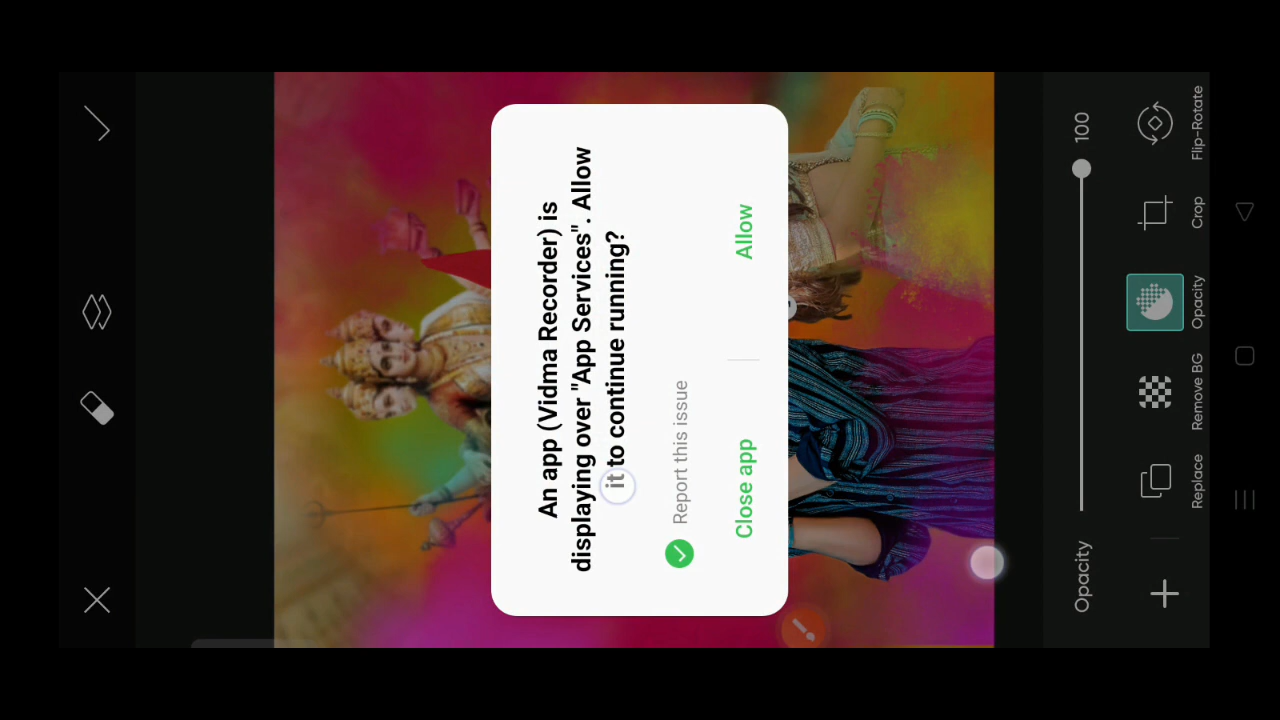 An app (Vidma Recorder) is
displaying over "App Services". Allow
it to continue running?
Report this issue
Close app
Allow
Opacity
100
Replace
Remove BG
Opacity
Crop
Flip-Rotate